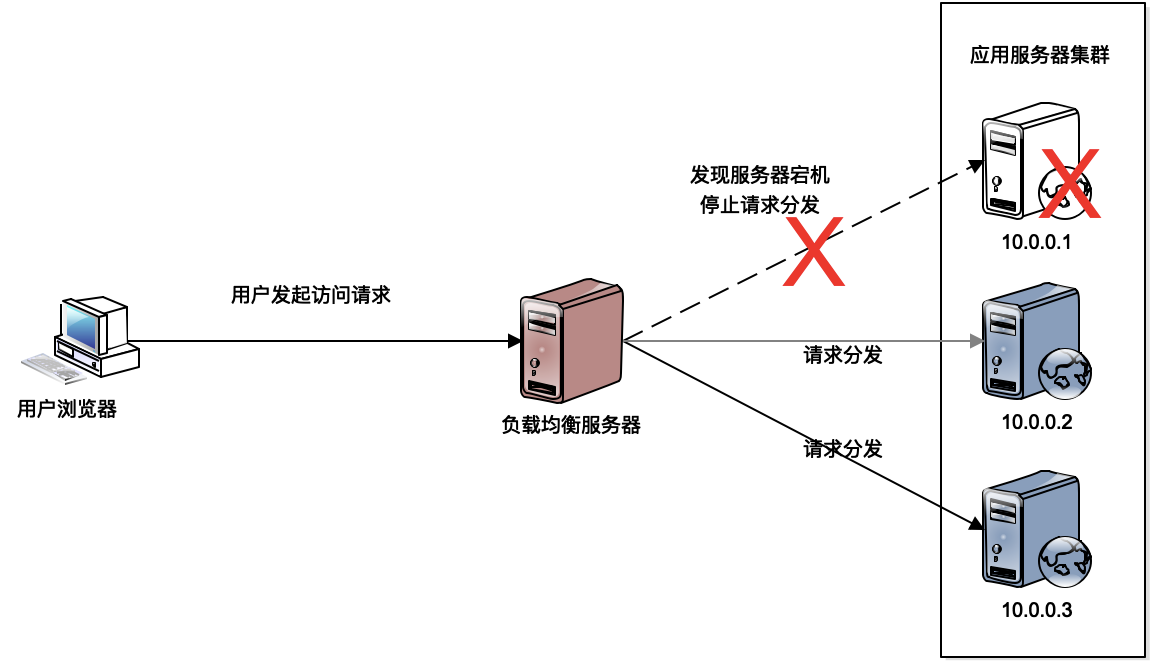 应用服务器集群
发现服务器宕机
停止请求分发
10.0.0.1
用户发起访问请求
请求分发
用户浏览器
负载均衡服务器
10.0.0.2
请求分发
10.0.0.3